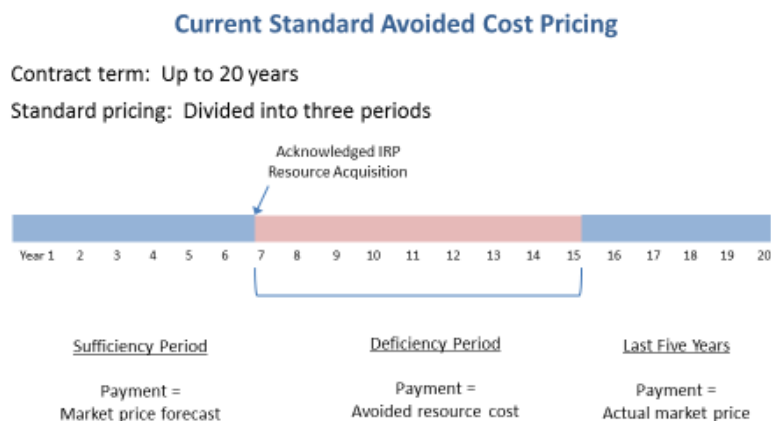 Current Standard Avoided Cost Pricing
Contract term: Up to 20 years
Standard pricing: Divided into three periods
Acknowledged IRP
Resource Acquisition
Year 1 2 3 4 5 6 7 8 9 10 11 12 13 14 15 16 17 18 19 20
Sufficiency Period
Payment =
Market price forecast
Deficiency Period
Payment =
Avoided resource cost
Last Five Years
Payment =
Actual market price